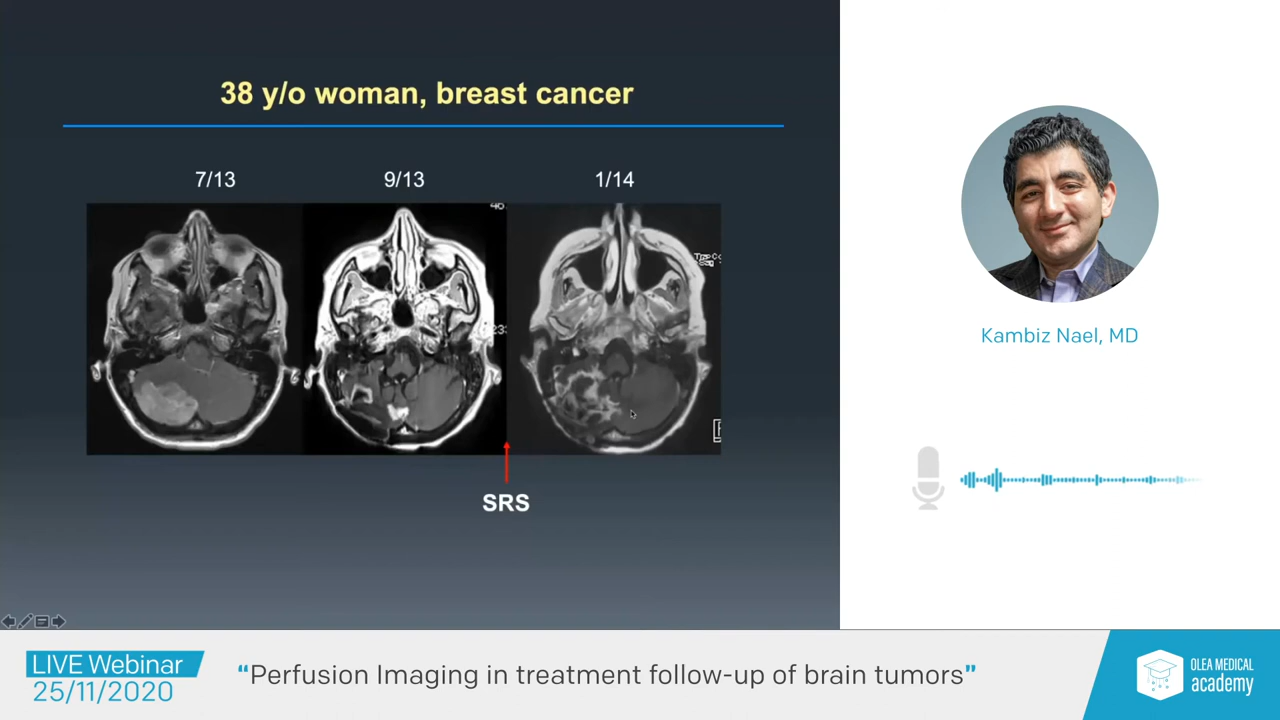 38 y/o woman, breast cancer
7/13
9/13
1/14
SRS
Kambiz Nael, MD
LIVE Webinar
25/11/2020
“Perfusion Imaging in treatment follow-up of brain tumors”
OLEA MEDICAL
academy